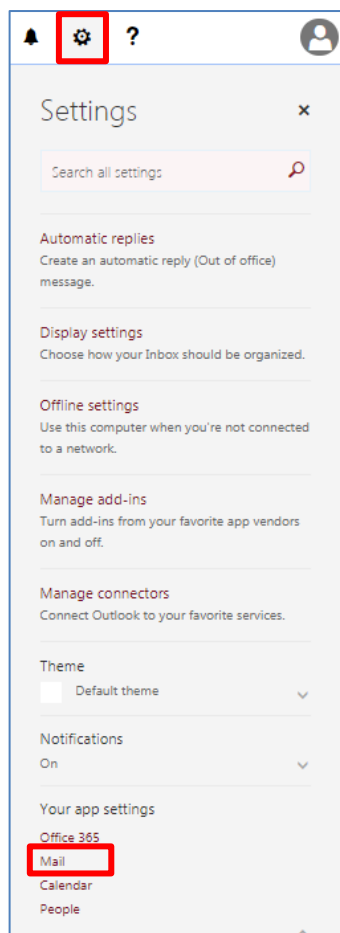 ?
Settings
Search all settings
Automatic replies
Create an automatic reply (Out of office)
message.
Display settings
Choose how your Inbox should be organized.
Offline settings
Use this computer when you're not connected
to a network.
Manage add-ins
Turn add-ins from your favorite app vendors
on and off.
Manage connectors
Connect Outlook to your favorite services.
Theme
Default theme
Notifications
On
Your app settings
Office 365
Mail
Calendar
People